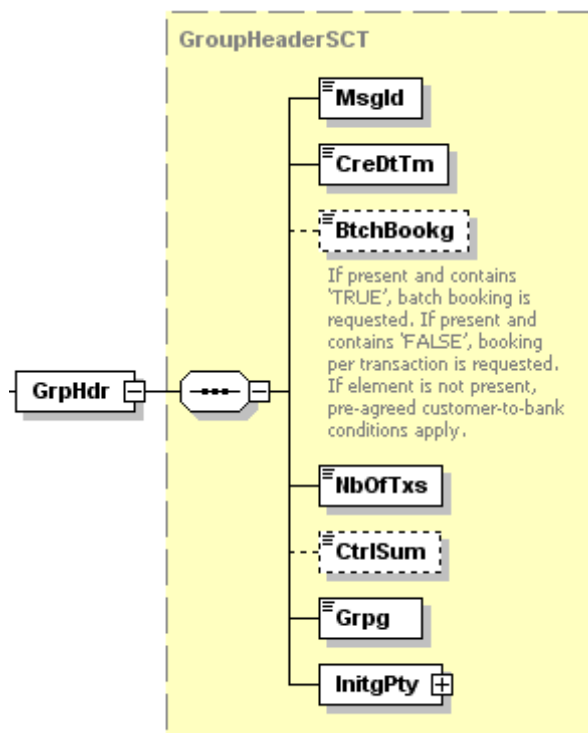 GroupHeaderSCT
MsgId
CreDtTm
BtchBookg
If present and contains
'TRUE', batch booking is
requested. If present and
contains 'FALSE', booking
per transaction is requested.
If element is not present,
pre-agreed customer-to-bank
conditions apply.
GrpHdr
NbOfTxs
CtrlSum
Grpg
InitgPty